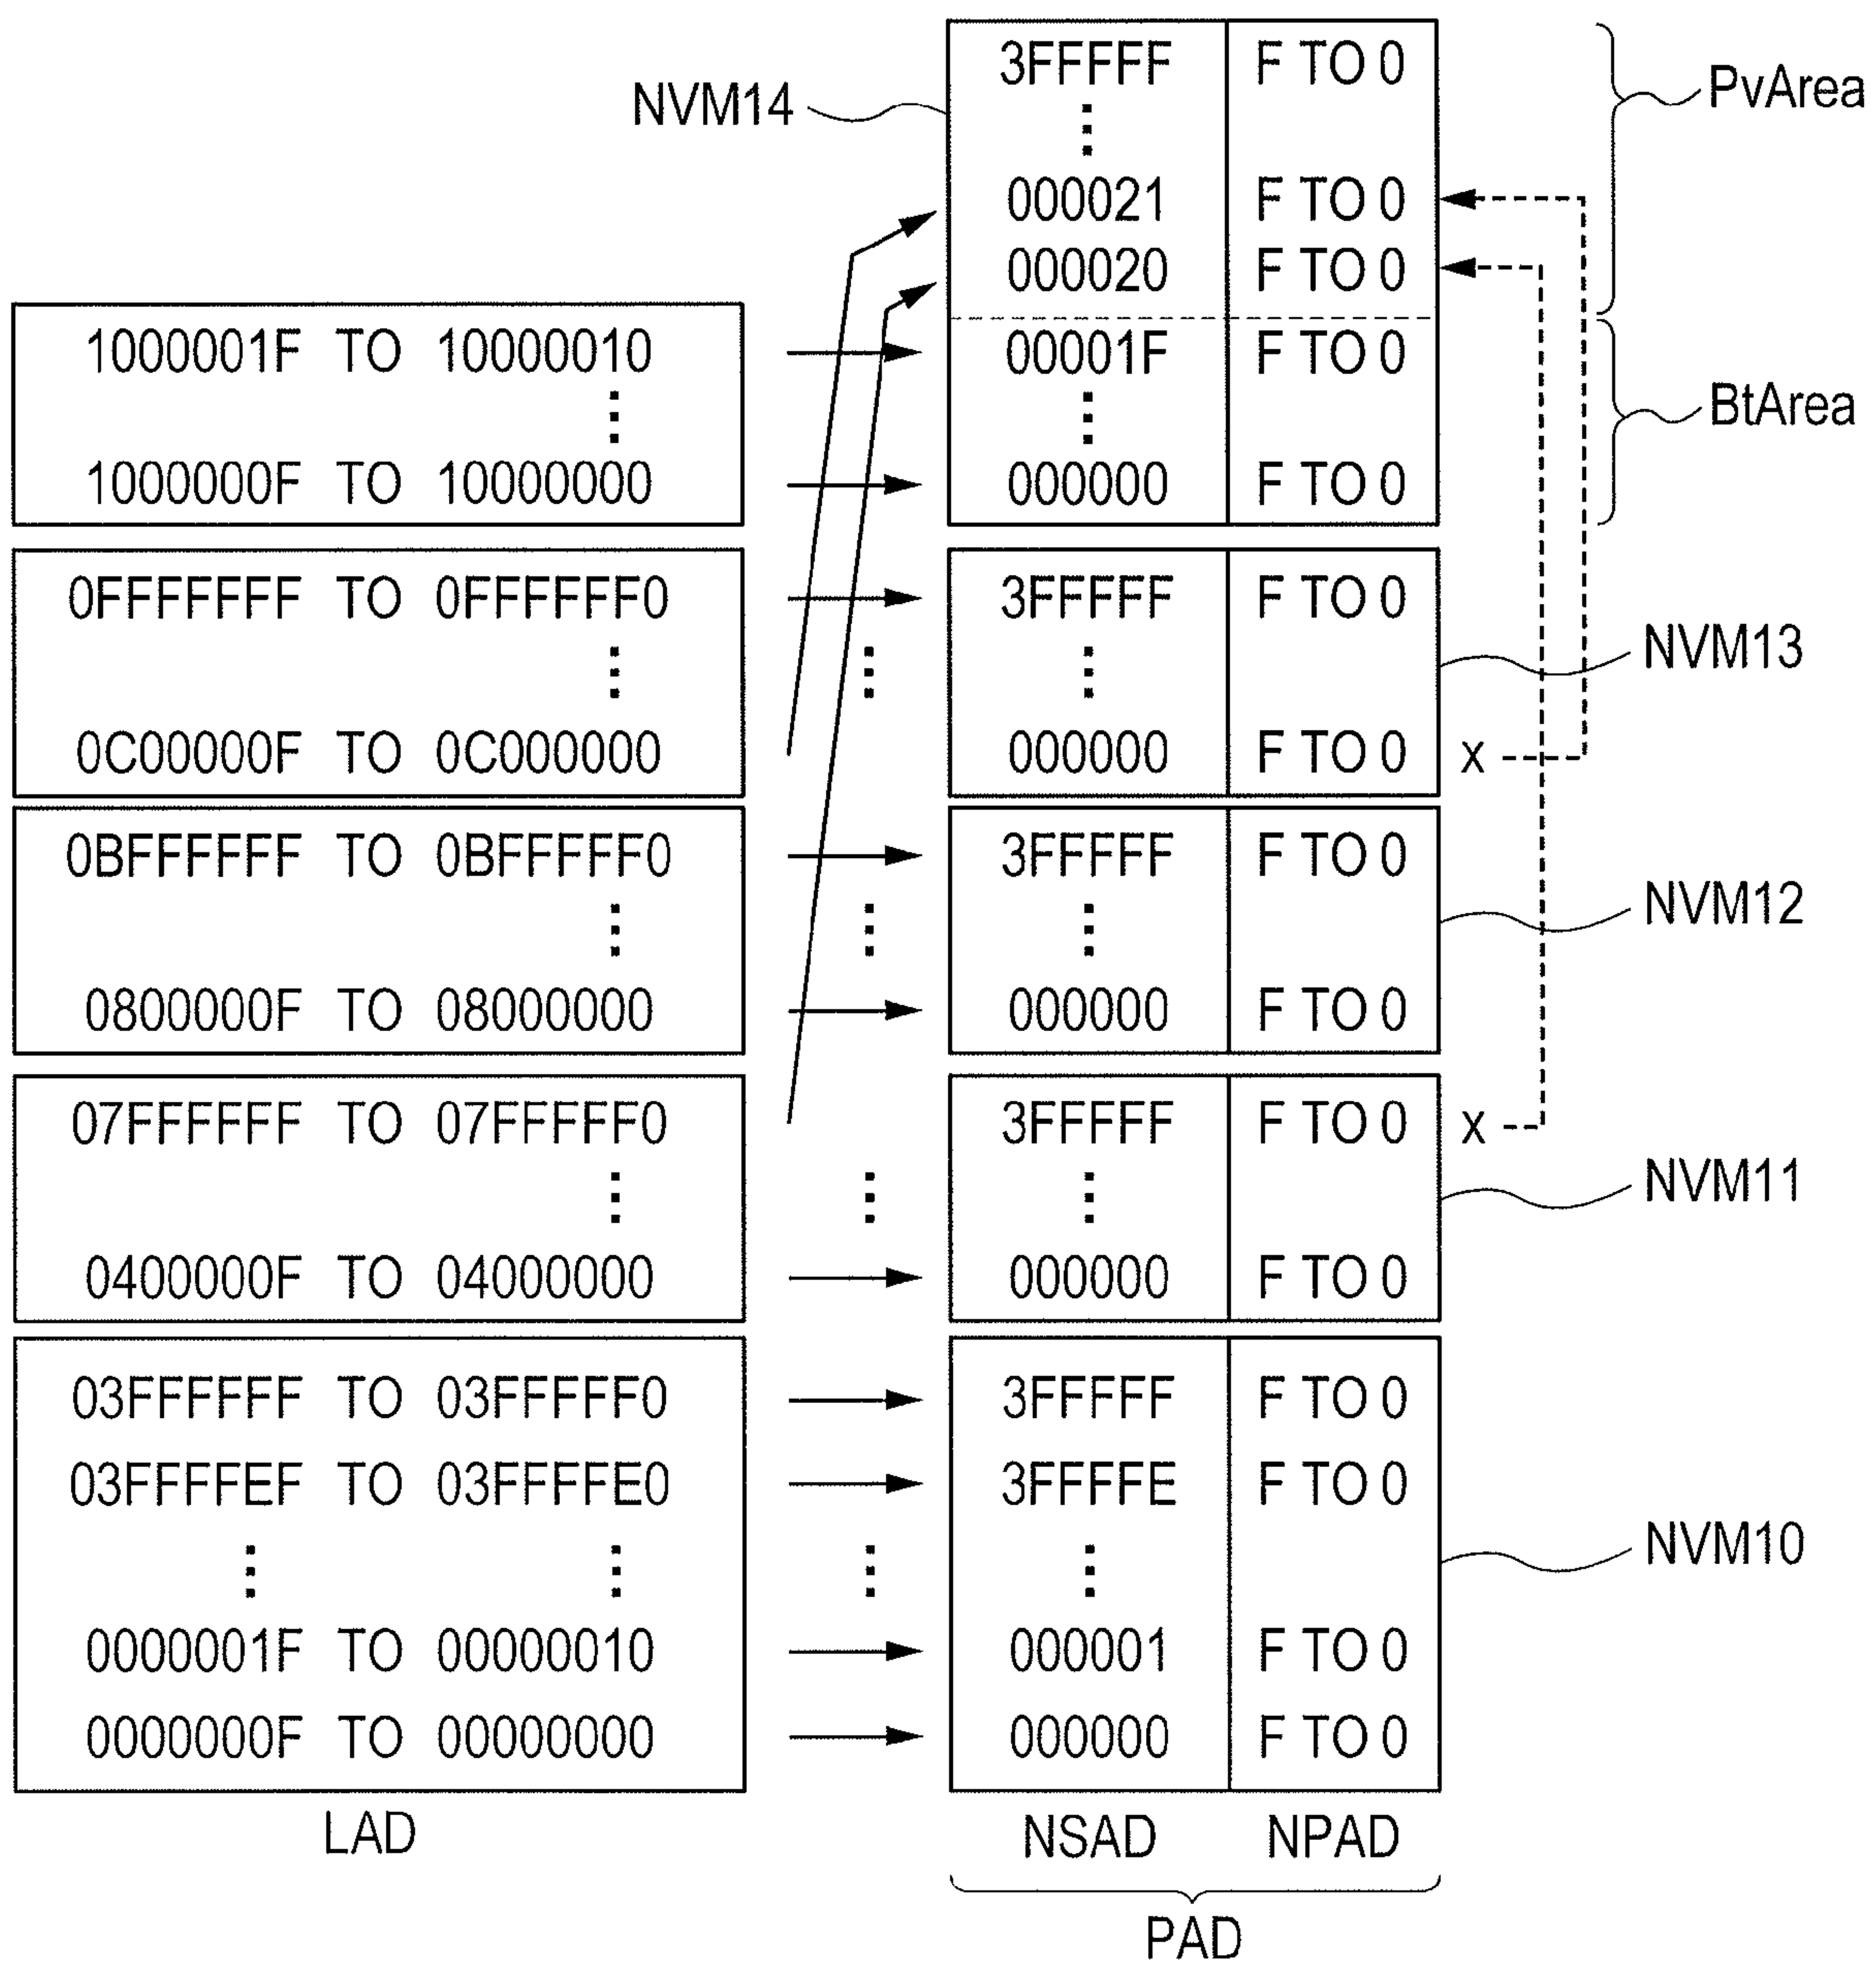 3FFFFF F TO 0
PvArea
NVM14
000021 F TO 0
000020 F TO 0
1000001F TO 10000010 00001F F TO 0
BtArea
1000000F TO 10000000 000000 F TO 0
0FFFFFFF TO 0FFFFFF0 3FFFFF F TO 0
NVM13
0C00000F TO 0C000000 000000 F TO 0 x
0BFFFFFF TO 0BFFFFF0 3FFFFF F TO 0
NVM12
0800000F TO 08000000 000000 F TO 0
07FFFFFF TO 07FFFFF0 3FFFFF F TO 0 x
NVM11
0400000F TO 04000000 000000 F TO 0
03FFFFFF TO 03FFFFF0 3FFFFF F TO 0
03FFFFEF TO 03FFFFE0 3FFFFE F TO 0
NVM10
0000001F TO 00000010 000001 F TO 0
0000000F TO 00000000 000000 F TO 0
LAD NSAD NPAD
PAD